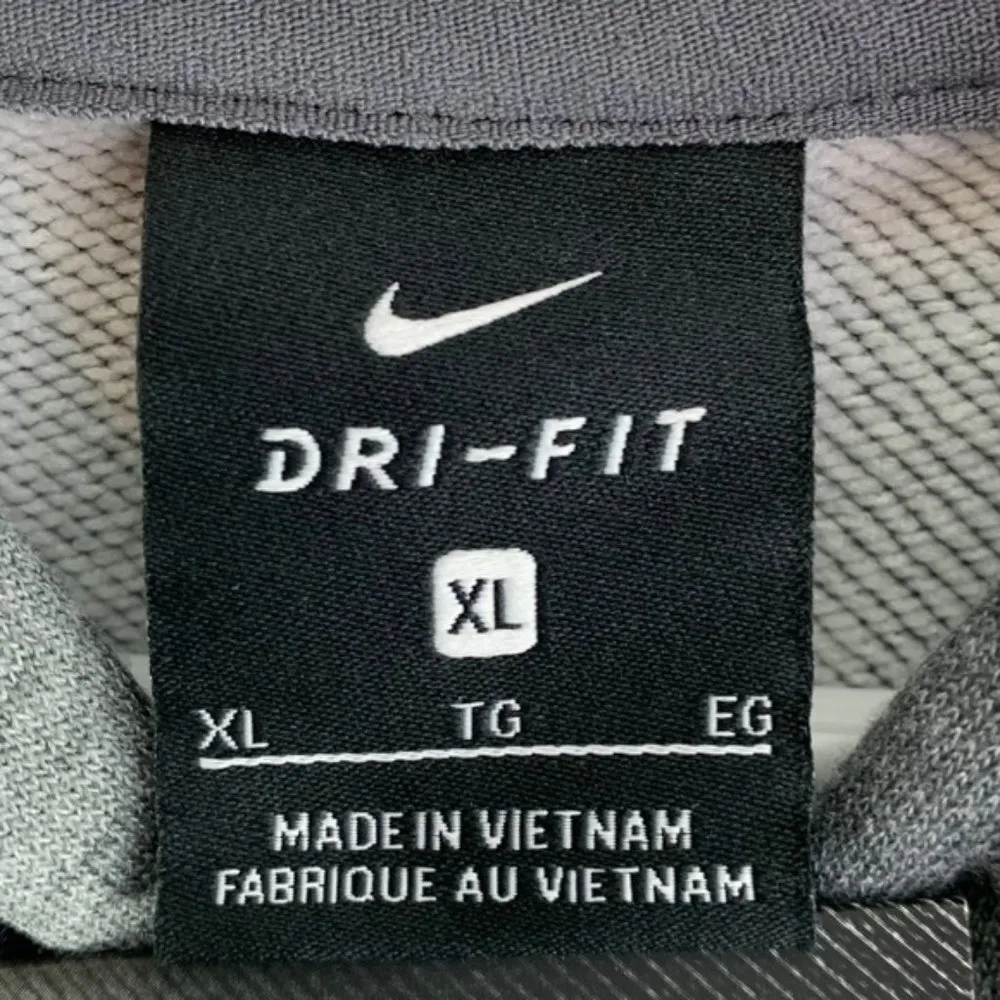 DRI-FIT
XL
XL TG EG
MADE IN VIETNAM
FABRIQUE AU VIETNAM